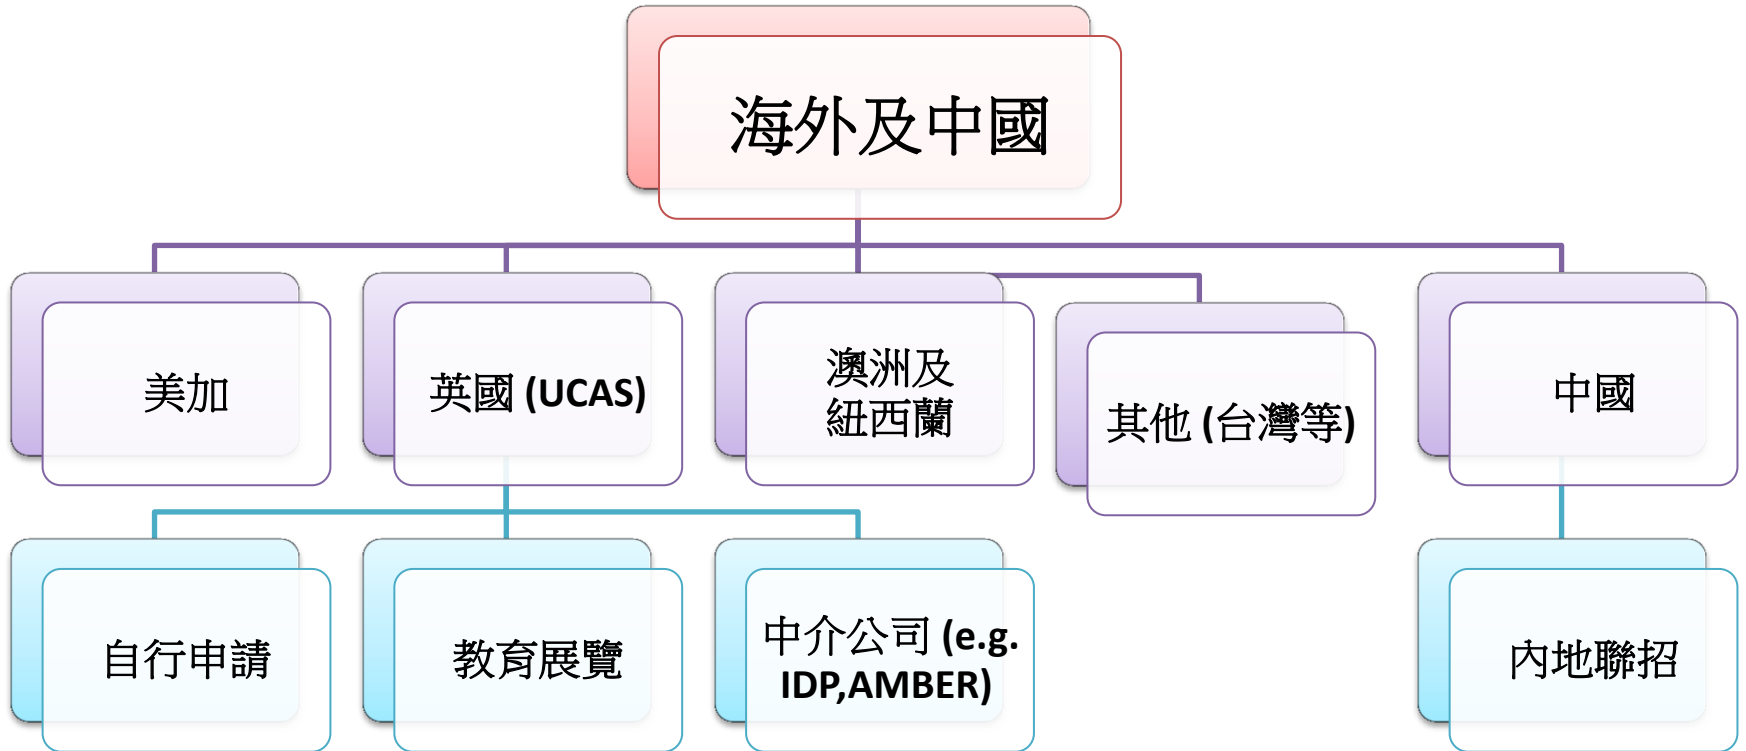 海外及中國
美加
英國 (UCAS)
澳洲及
紐西蘭
其他 (台灣等)
中國
自行申請
教育展覽
中介公司 (e.g.
IDP,AMBER)
內地聯招